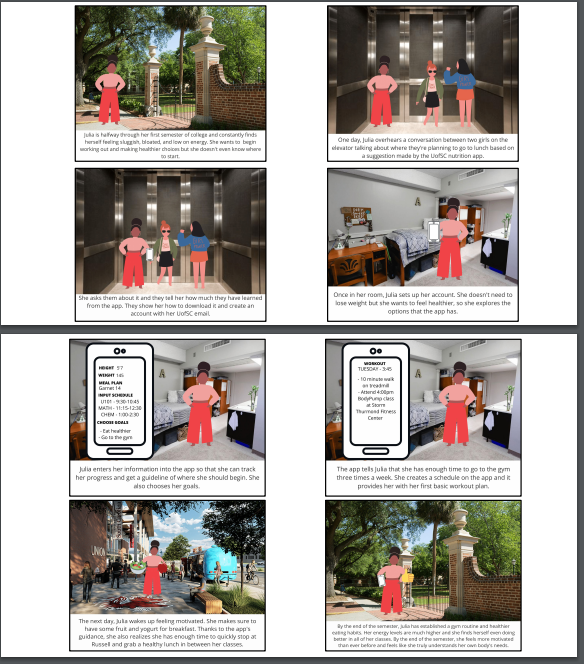 Julia is halfway through her first semester of college and constantly finds
herself feeling sluggish, bloated, and low on energy. She wants to begin
working out and making healthier choices but she doesn't even know where
to start.
One day, Julia overhears a conversation between two girls on the
elevator talking about where they're planning to go to lunch based on
a suggestion made by the UofSC nutrition app.
She asks them about it and they tell her how much they have learned
from the app. They show her how to download it and create an
account with her UofSC email.
Once in her room, Julia sets up her account. She doesn't need to
lose weight but she wants to feel healthier, so she explores the
options that the app has.
HEIGHT 5'7
WEIGHT 145
MEAL PLAN
Garnet 14
INPUT SCHEDULE
U101 - 9:30-10:45
MATH - 11:15-12:30
CHEM - 1:00-2:30
CHOOSE GOALS
- Eat healthier
- Go to the gym
Julia enters her information into the app so that she can track
her progress and get a guideline of where she should begin. She
also chooses her goals.
WORKOUT
TUESDAY - 3:45
- 10 minute walk
on treadmill
- Attend 4:00pm
BodyPump class
at Storm
Thurmond Fitness
Center
The app tells Julia that she has enough time to go to the gym
three times a week. She creates a schedule on the app and it
provides her with her first basic workout plan.
UNION
The next day, Julia wakes up feeling motivated. She makes sure to
have some fruit and yogurt for breakfast. Thanks to the app's
guidance, she also realizes she has enough time to quickly stop at
Russell and grab a healthy lunch in between her classes.
By the end of the semester, Julia has established a gym routine and healthier
eating habits. Her energy levels are much higher and she finds herself even doing
better in all of her classes. By the end of the semester, she feels more motivated
than ever before and feels like she truly understands her own body's needs.